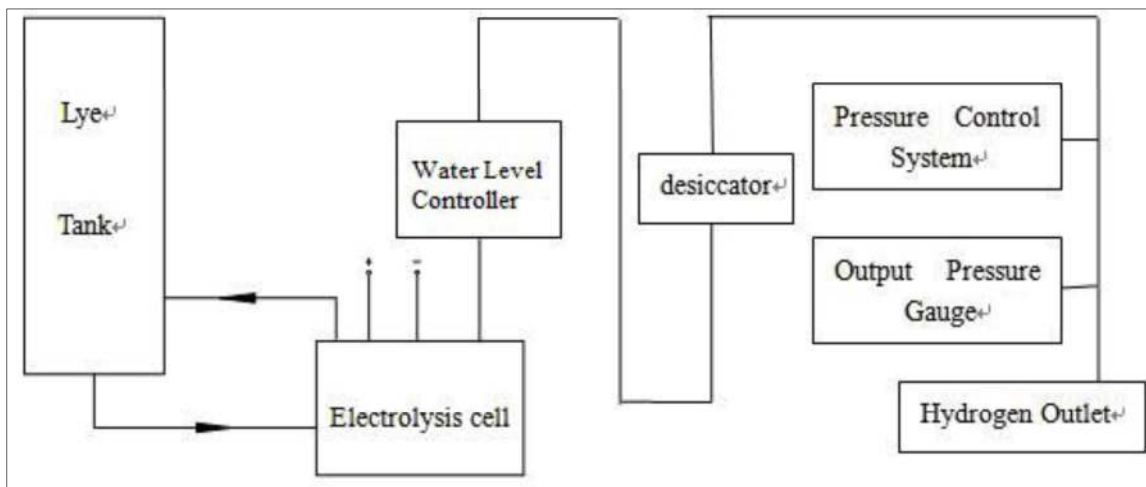 Lye↵
Tank↵
Water Level
Controller
+ -
Electrolysis cell
desiccator↵
Pressure Control
System↵
Output Pressure
Gauge↵
Hydrogen Outlet↵